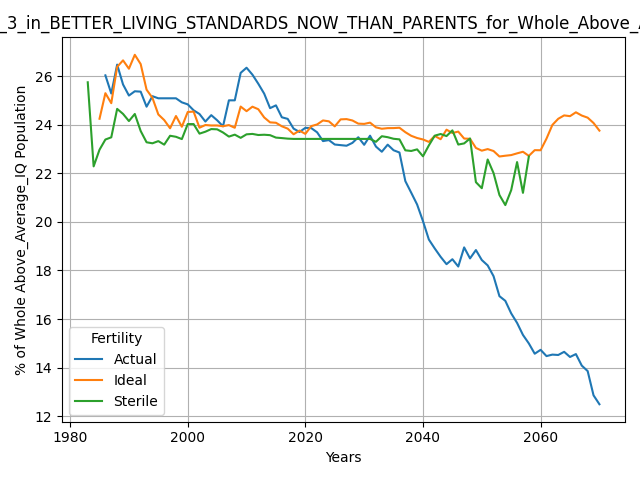 _3_in_BETTER_LIVING_STANDARDS_NOW_THAN_PARENTS_for_Whole_Above_
% of Whole Above_Average_IQ Population
26
24
22
20
18
16
14
12
Fertility
Actual
Ideal
Sterile
1980
2000
2020
2040
2060
Years